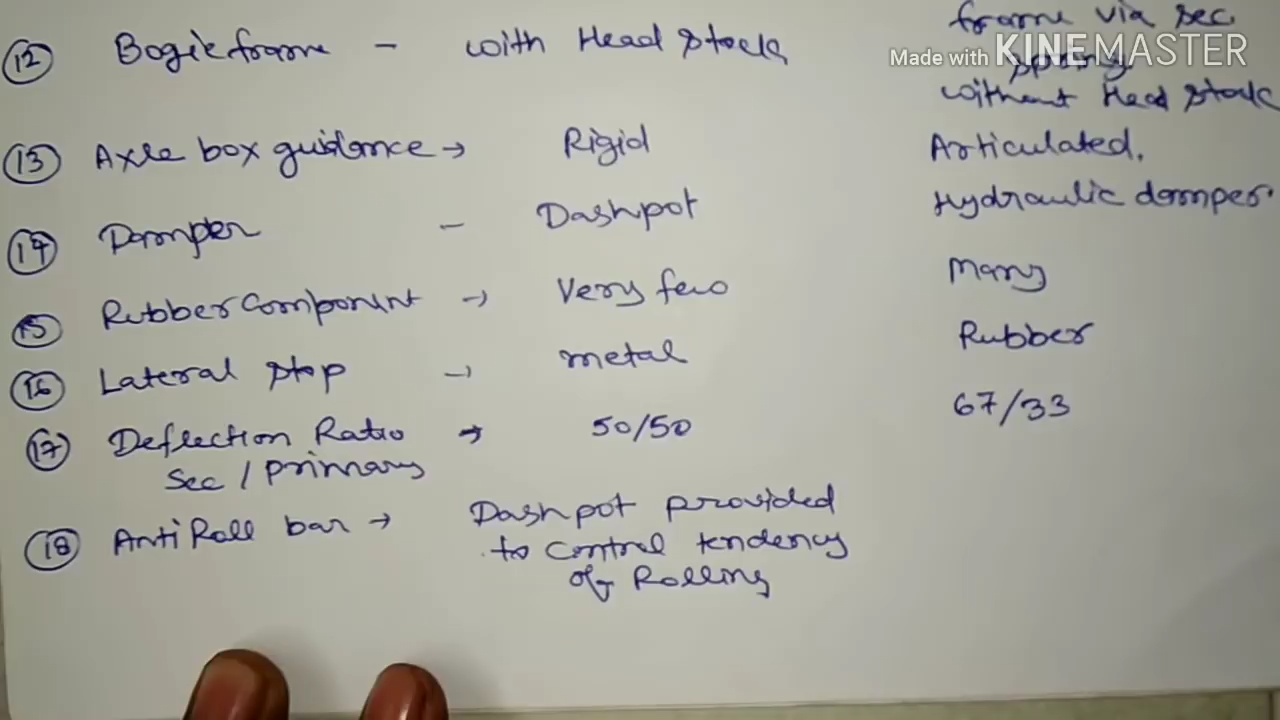 frame via sec
Made with KINEMASTER
spring
(12) Bogie frame - with Head stock
without Head stock
(13) Axle box guidance → Rigid Articulated.
(14) Damper - Dashpot Hydraulic damper.
(15) Rubber Component → Very few Many
(16) Lateral stop → metal Rubber
(17) Deflection Ratio → 50/50 67/33
Sec / primary
(18) Anti Roll bar → Dashpot provided
to control tendency
of Rolling